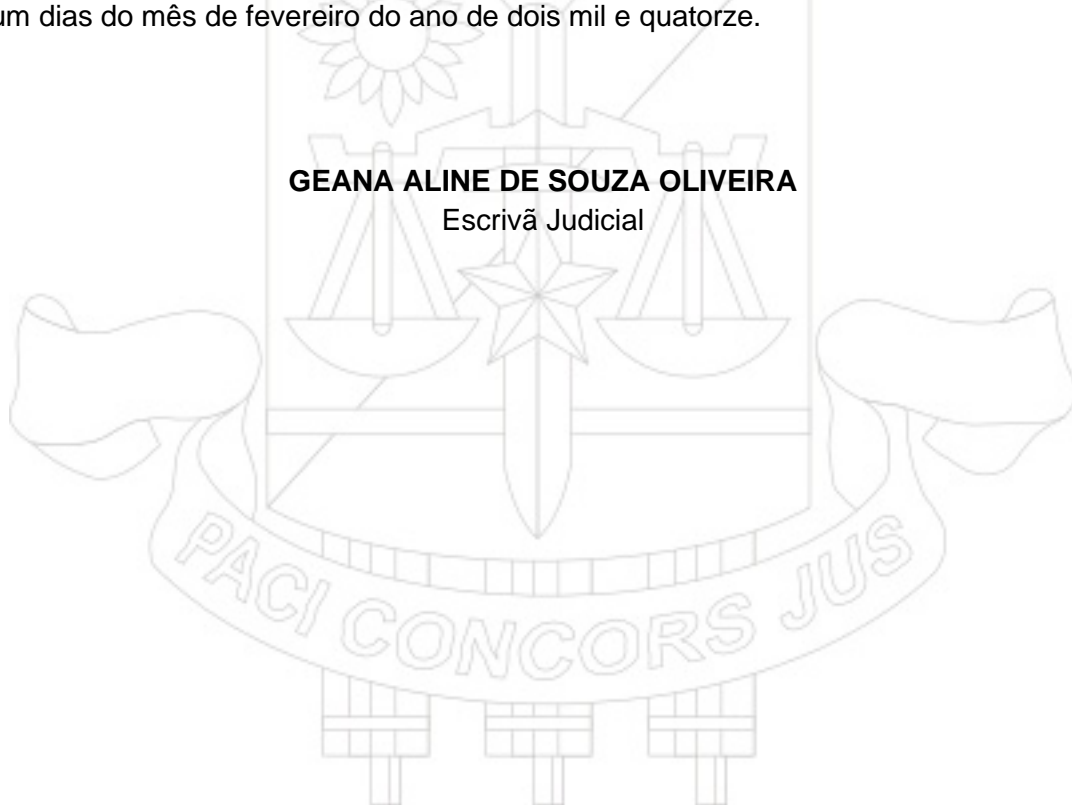 um dias do mês de fevereiro do ano de dois mil e quatorze.
GEANA ALINE DE SOUZA OLIVEIRA
Escrivã Judicial
PACI CONCORS JUS